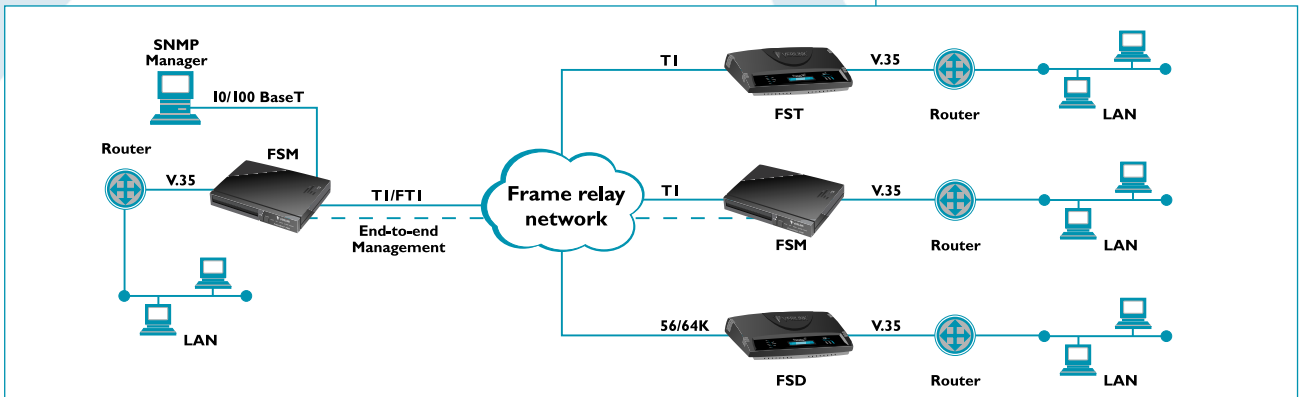 SNMP
Manager
10/100 BaseT
Router
FSM
V.35
T1/FT1
End-to-end
Management
LAN
Frame relay
network
T1
FST
V.35
Router
LAN
T1
FSM
V.35
Router
LAN
56/64K
FSD
V.35
Router
LAN